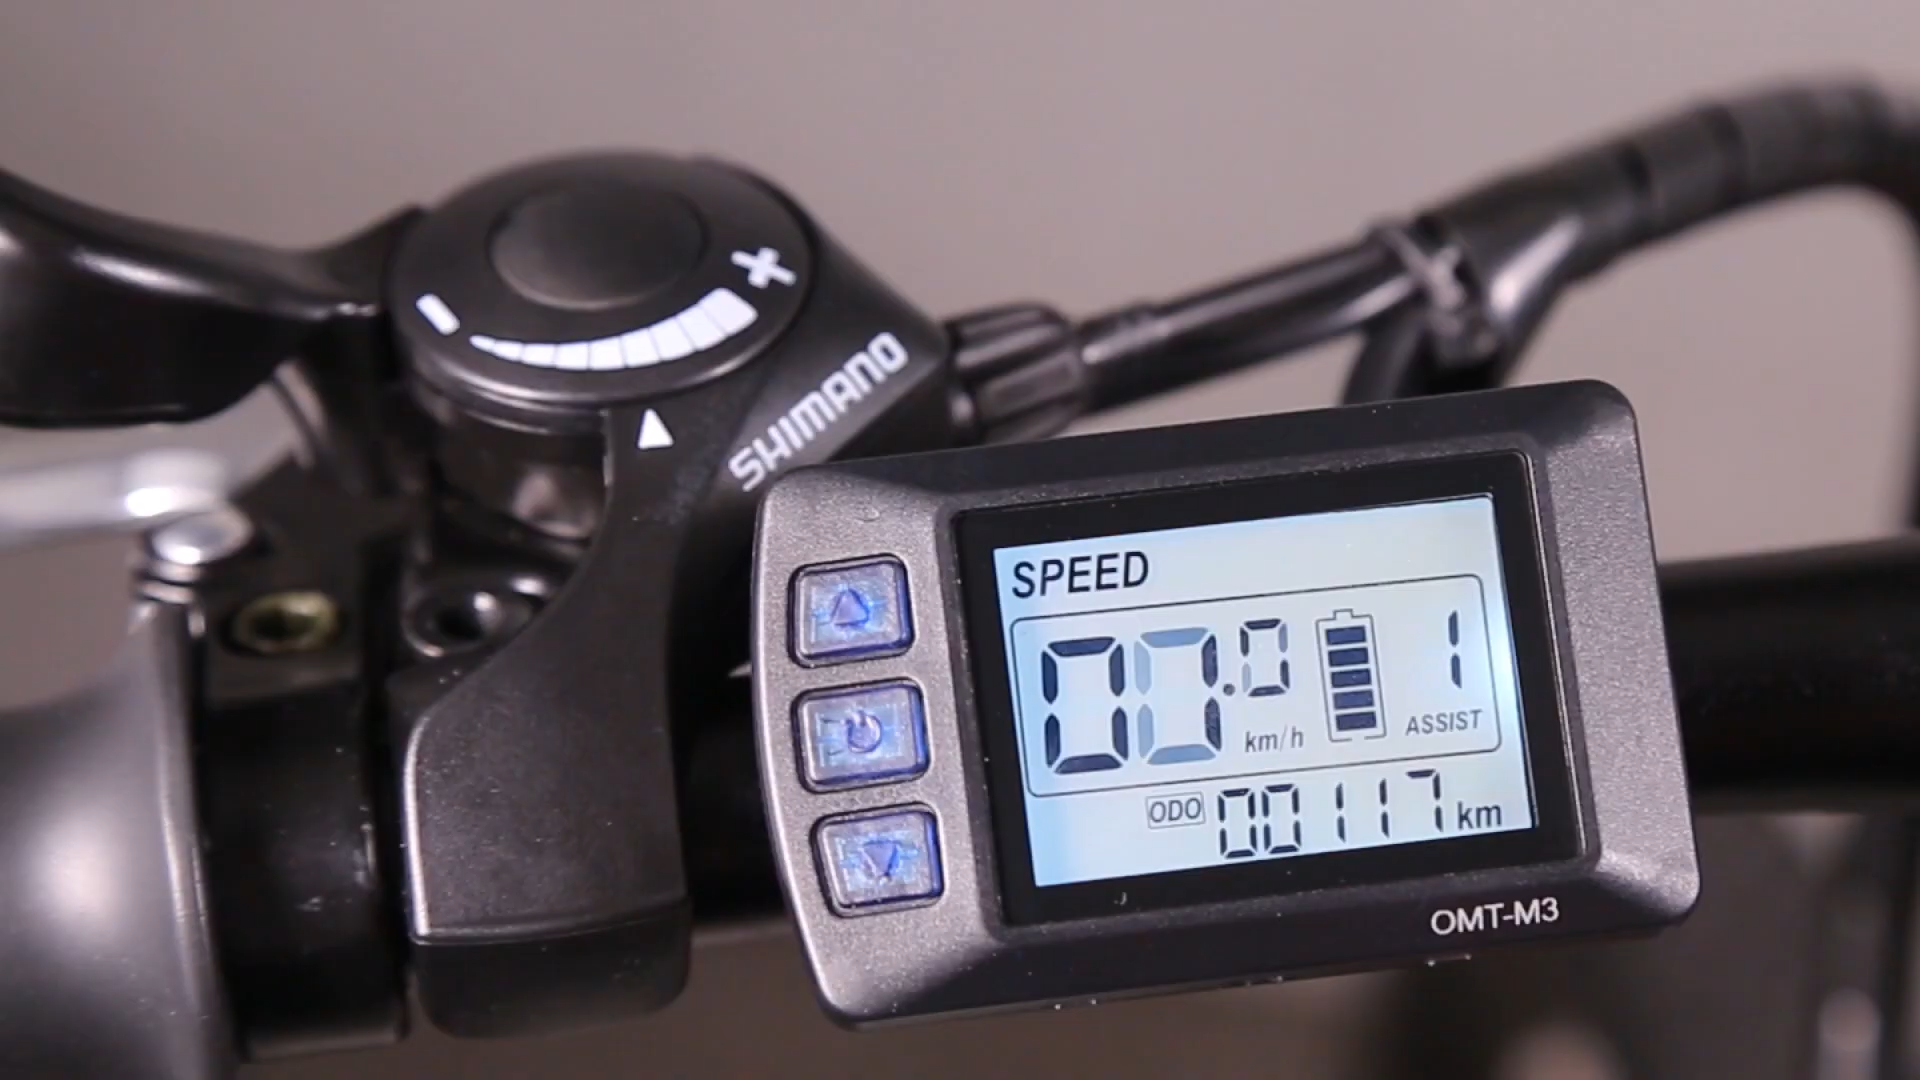 SHIMANO
SPEED
00.0 km/h
1 ASSIST
ODO 00117 km
OMT-M3